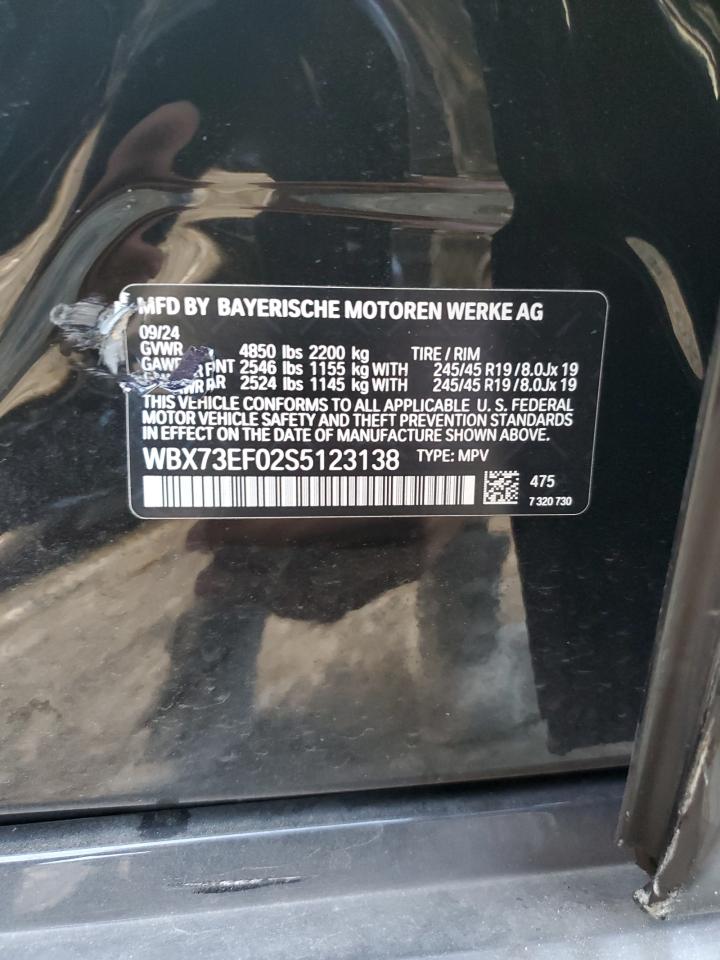 MFD BY BAYERISCHE MOTOREN WERKE AG
09/24
GVWR 4850 lbs 2200 kg TIRE / RIM
2546 lbs 1155 kg WITH 245/45 R19 / 8.0Jx 19
2524 lbs 1145 kg WITH 245/45 R19 / 8.0Jx 19
THIS VEHICLE CONFORMS TO ALL APPLICABLE U.S. FEDERAL
MOTOR VEHICLE SAFETY AND THEFT PREVENTION STANDARDS
IN EFFECT ON THE DATE OF MANUFACTURE SHOWN ABOVE.
WBX73EF02S5123138 TYPE: MPV
475
7 320 730